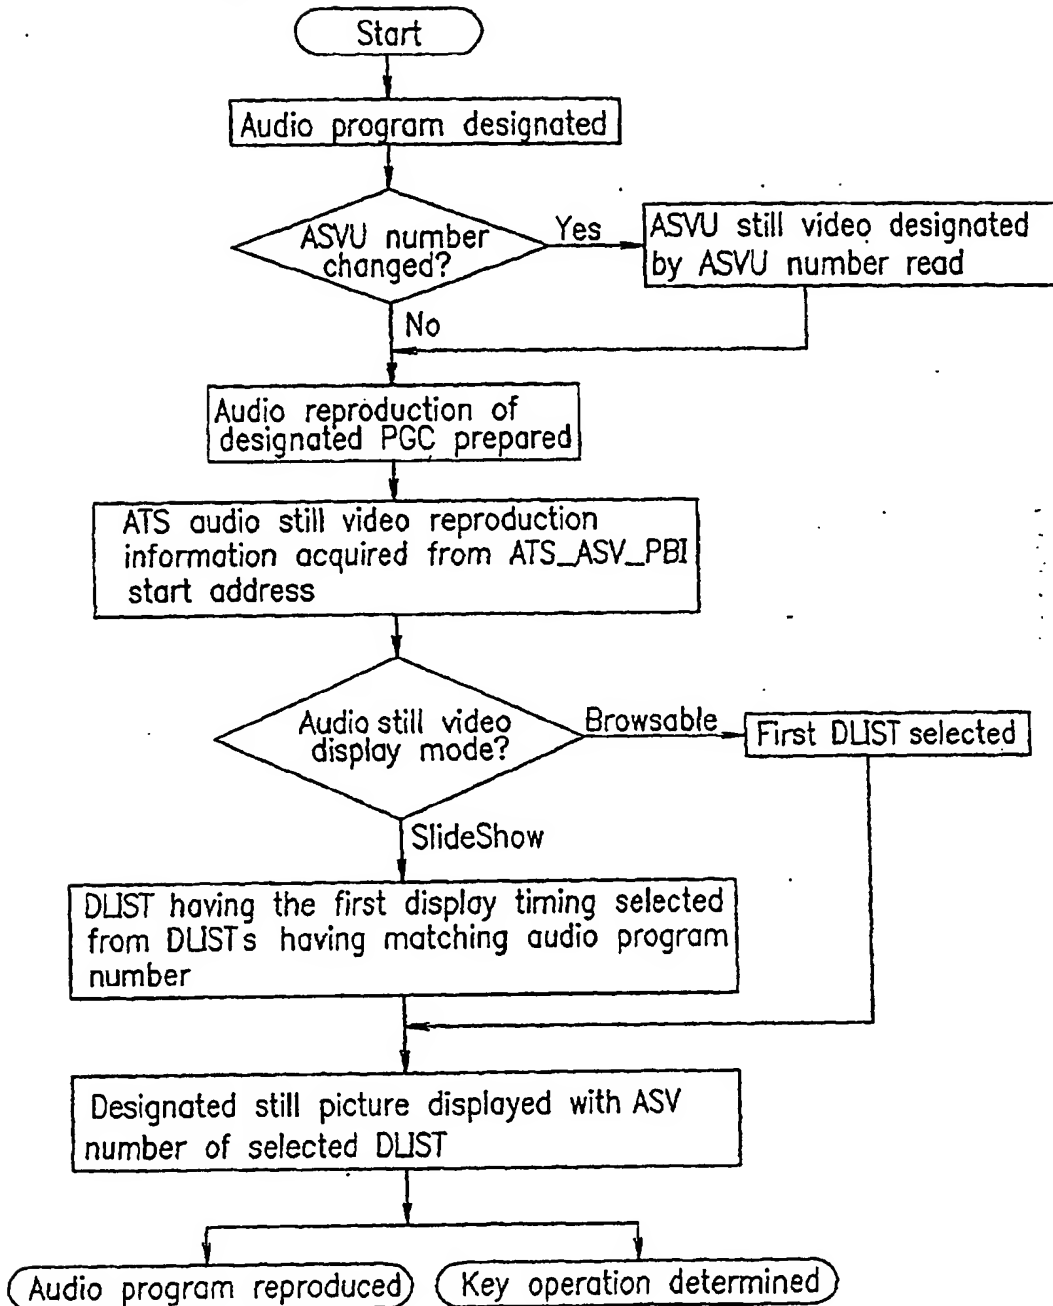 Start
Audio program designated
ASVU number
changed?
Yes
ASVU still video designated
by ASVU number read
No
Audio reproduction of
designated PGC prepared
ATS audio still video reproduction
information acquired from ATS_ASV_PBI
start address
Audio still video
display mode?
Browsable
First DLIST selected
SlideShow
DLIST having the first display timing selected
from DLISTs having matching audio program
number
Designated still picture displayed with ASV
number of selected DLIST
Audio program reproduced
Key operation determined